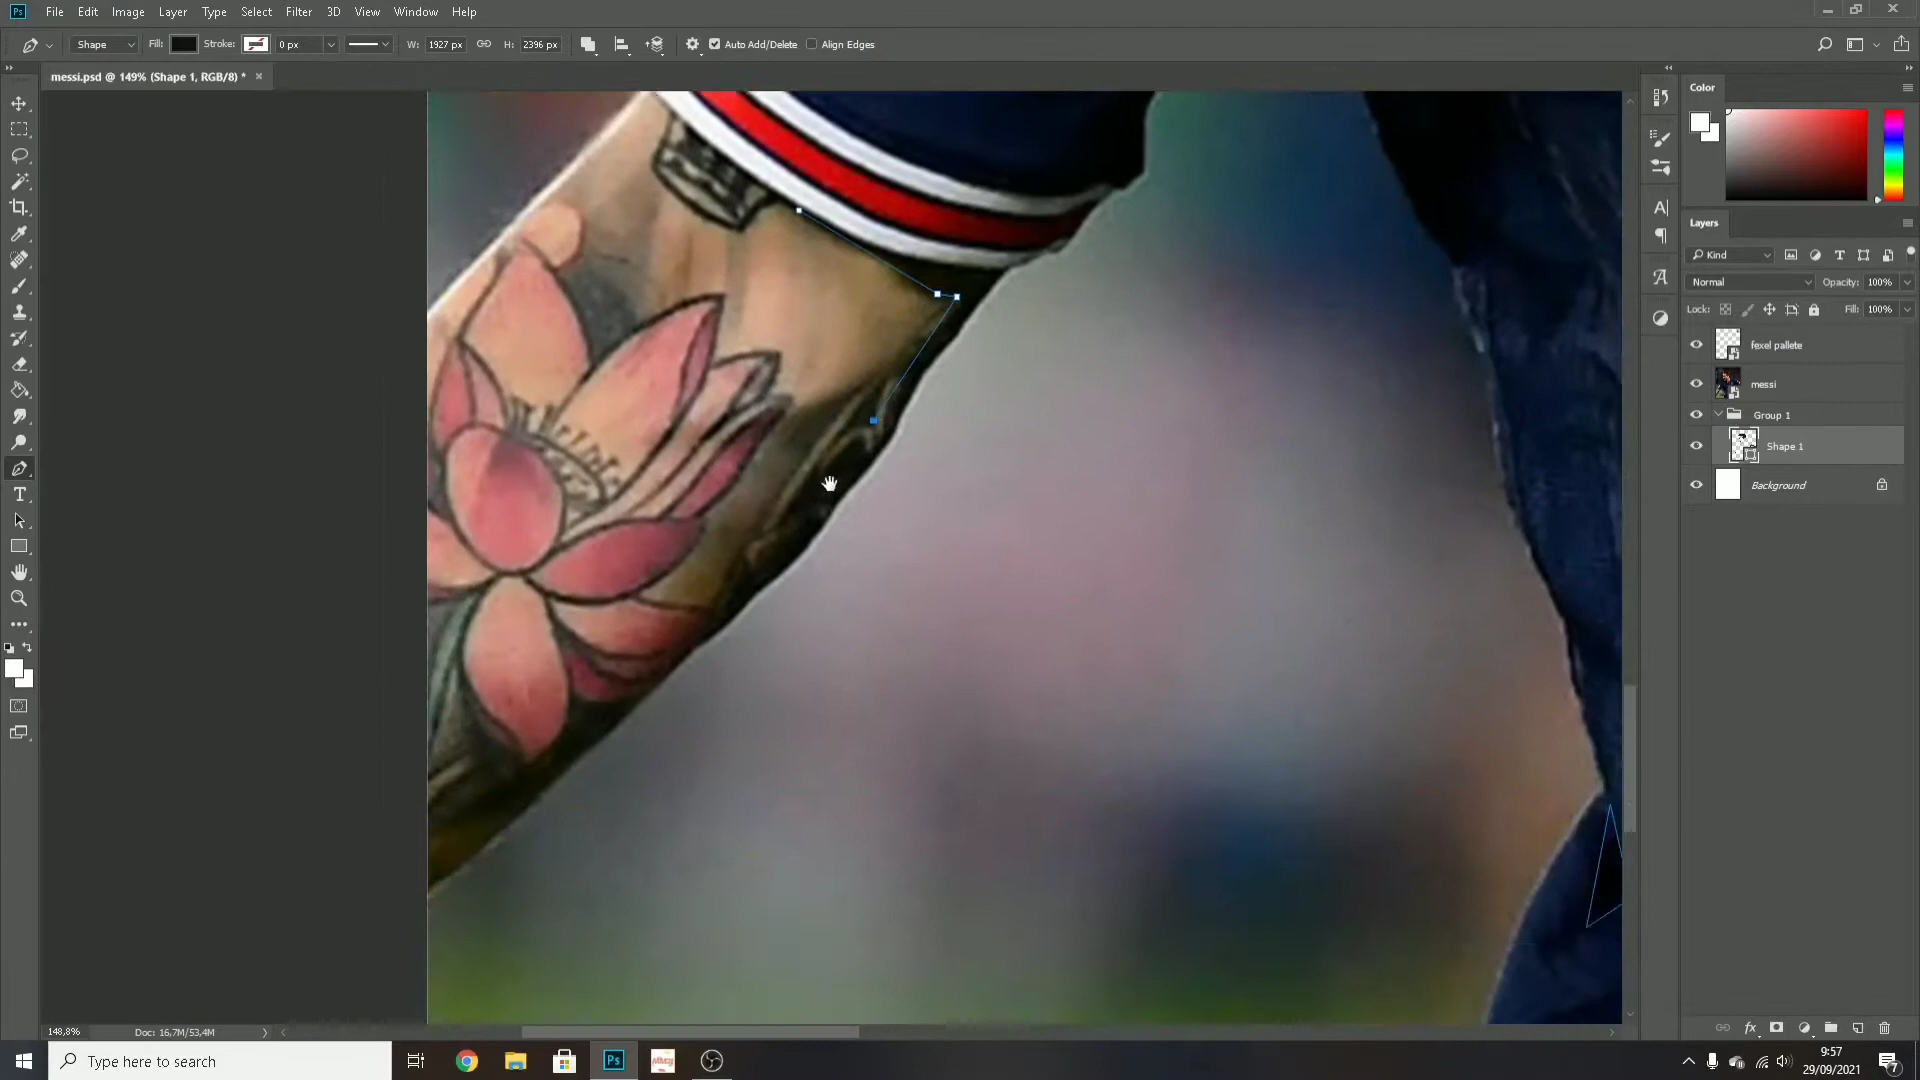 Ps File Edit Image Layer Type Select Filter 3D View Window Help
Shape Fill: Stroke: 0 px W: 1927 px H: 2396 px Auto Add/Delete Align Edges
messi.psd @ 149% (Shape 1, RGB/8) * ×
Color
Layers
Kind
Normal Opacity: 100%
Lock: Fill: 100%
fexel pallete
messi
Group 1
Shape 1
Background
148,8% Doc: 16,7M/53,4M
Type here to search
Ps
9:57
29/09/2021
7